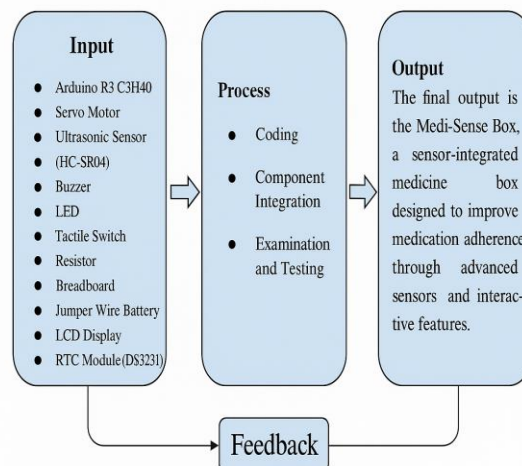 Input
Arduino R3 C3H40
Servo Motor
Ultrasonic Sensor
(HC-SR04)
Buzzer
LED
Tactile Switch
Resistor
Breadboard
Jumper Wire Battery
LCD Display
RTC Module(DS3231)
Process
Coding
Component
Integration
Examination
and Testing
Output
The final output is
the Medi-Sense Box,
a sensor-integrated
medicine box
designed to improve
medication adherence
through advanced
sensors and interac-
tive features.
Feedback